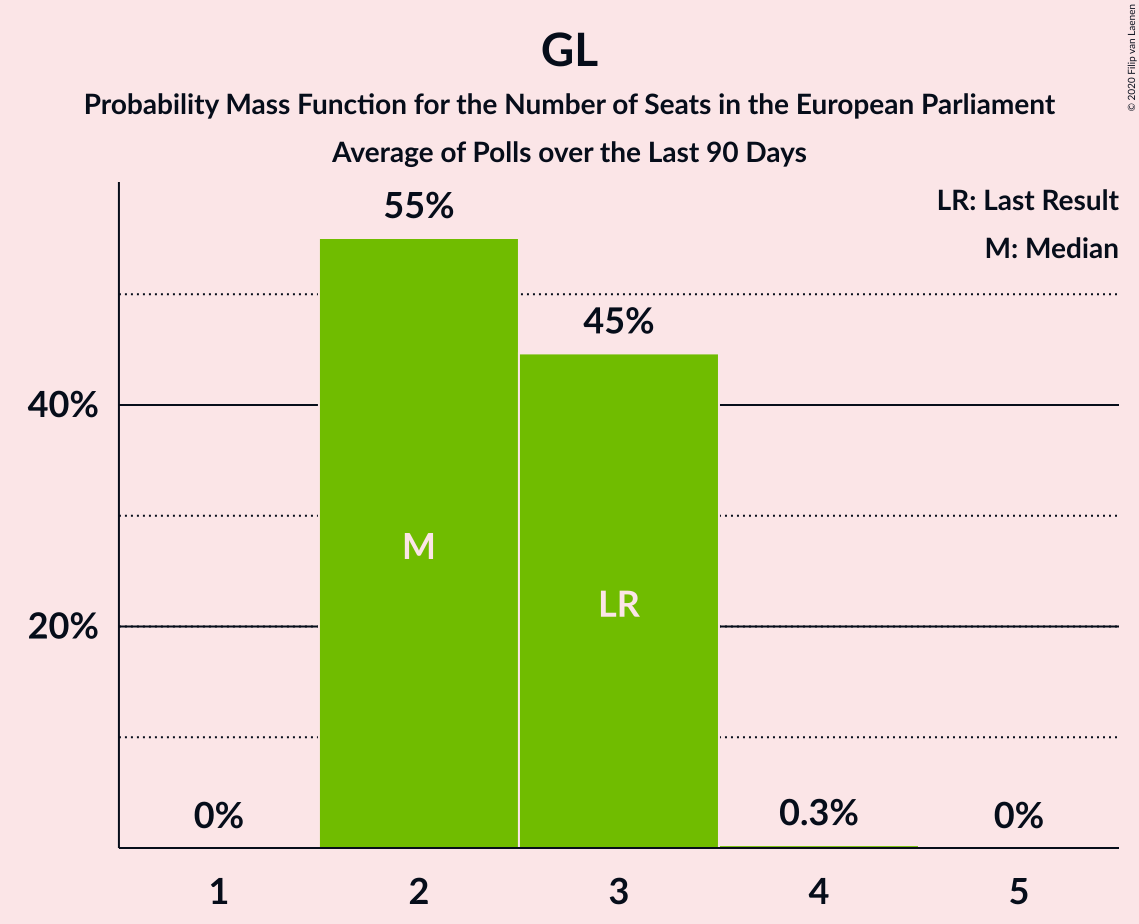 GL
Probability Mass Function for the Number of Seats in the European Parliament
Average of Polls over the Last 90 Days
© 2020 Filip van Laenen
LR: Last Result
M: Median
55%
45%
40%
20%
M
LR
0%
0.3%
0%
1 2 3 4 5